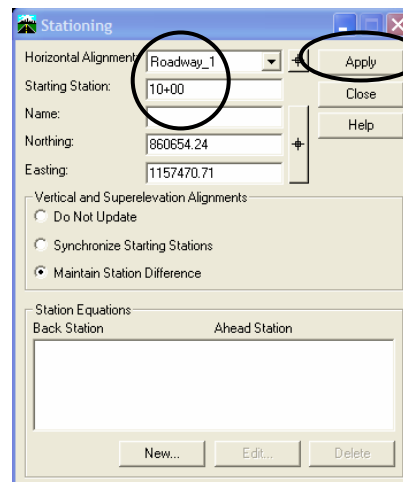 Stationing
Horizontal Alignment: Roadway_1 Apply
Starting Station: 10+00 Close
Name: Help
Northing: 860654.24
Easting: 1157470.71
Vertical and Superelevation Alignments
Do Not Update
Synchronize Starting Stations
Maintain Station Difference
Station Equations
Back Station Ahead Station
New... Edit... Delete